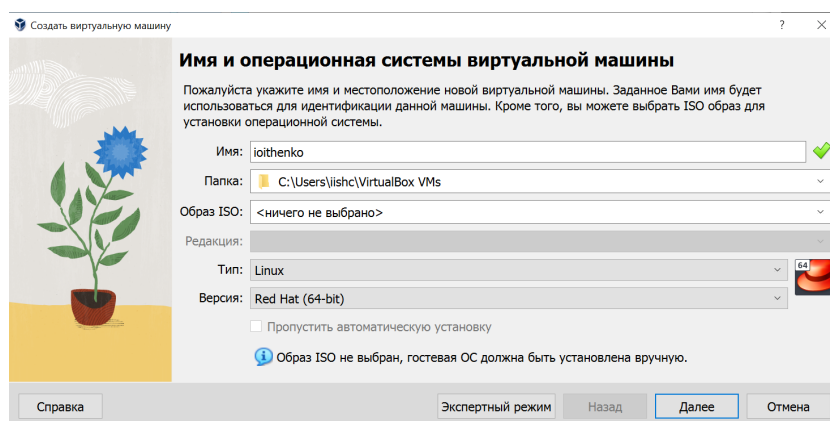 Создать виртуальную машину
?
Имя и операционная системы виртуальной машины
Пожалуйста укажите имя и местоположение новой виртуальной машины. Заданное Вами имя будет
использоваться для идентификации данной машины. Кроме того, вы можете выбрать ISO образ для
установки операционной системы.
Имя: ioithenko
Папка: C:\Users\iishc\VirtualBox VMs
Образ ISO: <ничего не выбрано>
Редакция:
Тип: Linux
64
Версия: Red Hat (64-bit)
Пропустить автоматическую установку
Образ ISO не выбран, гостевая ОС должна быть установлена вручную.
Справка Экспертный режим Назад Далее Отмена